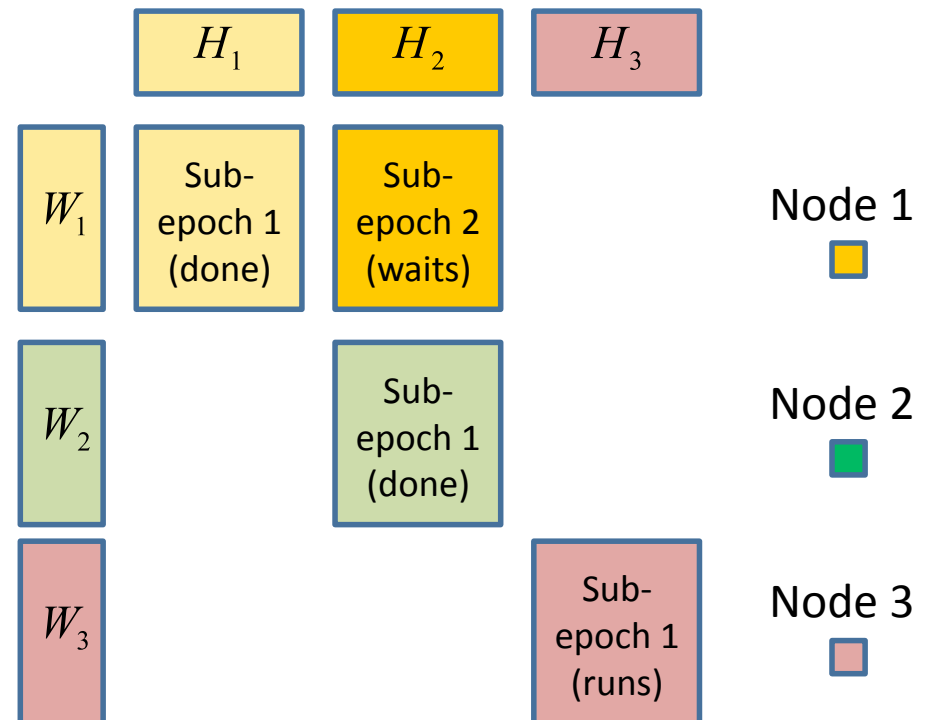 H₁ H₂ H₃
W₁
Sub-
epoch 1
(done)
Sub-
epoch 2
(waits)
Node 1
W₂
Sub-
epoch 1
(done)
Node 2
W₃
Sub-
epoch 1
(runs)
Node 3